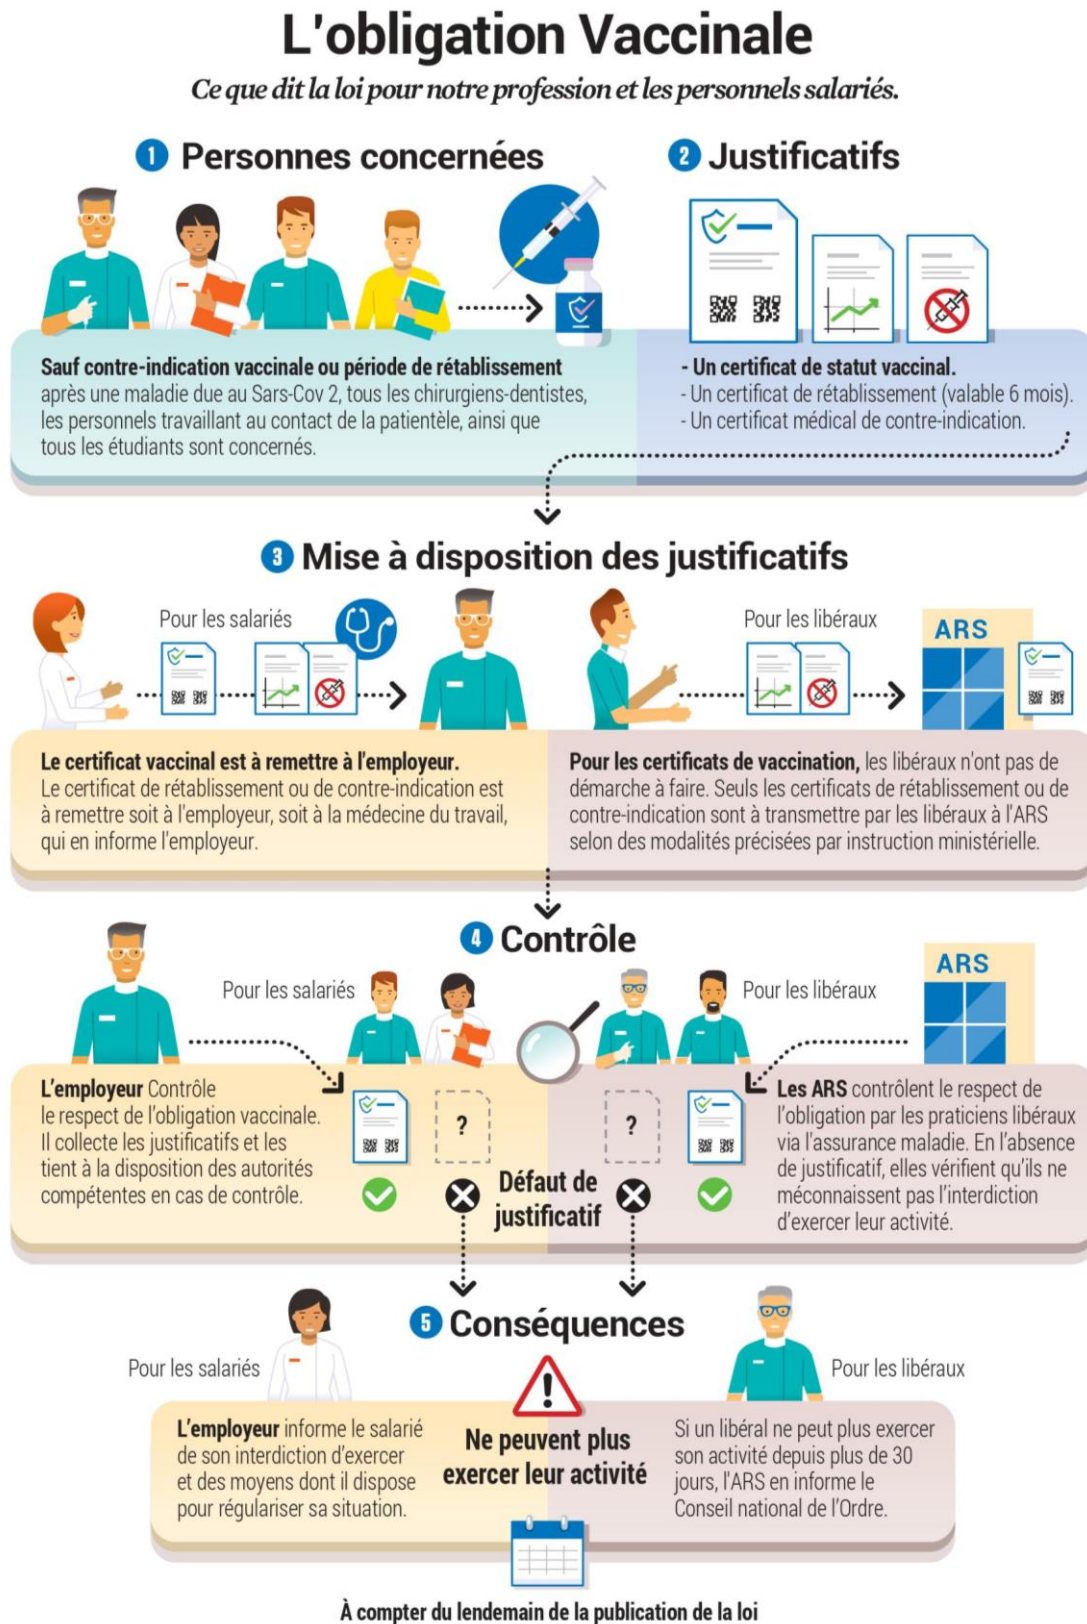 L'obligation Vaccinale
Ce que dit la loi pour notre profession et les personnels salariés.
1 Personnes concernées
Sauf contre-indication vaccinale ou période de rétablissement
après une maladie due au Sars-Cov 2, tous les chirurgiens-dentistes,
les personnels travaillant au contact de la patientèle, ainsi que
tous les étudiants sont concernés.
2 Justificatifs
- Un certificat de statut vaccinal.
- Un certificat de rétablissement (valable 6 mois).
- Un certificat médical de contre-indication.
3 Mise à disposition des justificatifs
Pour les salariés
Le certificat vaccinal est à remettre à l'employeur.
Le certificat de rétablissement ou de contre-indication est
à remettre soit à l'employeur, soit à la médecine du travail,
qui en informe l'employeur.
Pour les libéraux
ARS
Pour les certificats de vaccination, les libéraux n'ont pas de
démarche à faire. Seuls les certificats de rétablissement ou de
contre-indication sont à transmettre par les libéraux à l'ARS
selon des modalités précisées par instruction ministérielle.
4 Contrôle
Pour les salariés
L'employeur Contrôle
le respect de l'obligation vaccinale.
Il collecte les justificatifs et les
tient à la disposition des autorités
compétentes en cas de contrôle.
?
Défaut de
justificatif
?
Pour les libéraux
ARS
Les ARS contrôlent le respect de
l'obligation par les praticiens libéraux
via l'assurance maladie. En l'absence
de justificatif, elles vérifient qu'ils ne
méconnaissent pas l'interdiction
d'exercer leur activité.
5 Conséquences
Pour les salariés
L'employeur informe le salarié
de son interdiction d'exercer
et des moyens dont il dispose
pour régulariser sa situation.
!
Ne peuvent plus
exercer leur activité
Pour les libéraux
Si un libéral ne peut plus exercer
son activité depuis plus de 30
jours, l'ARS en informe le
Conseil national de l'Ordre.
À compter du lendemain de la publication de la loi